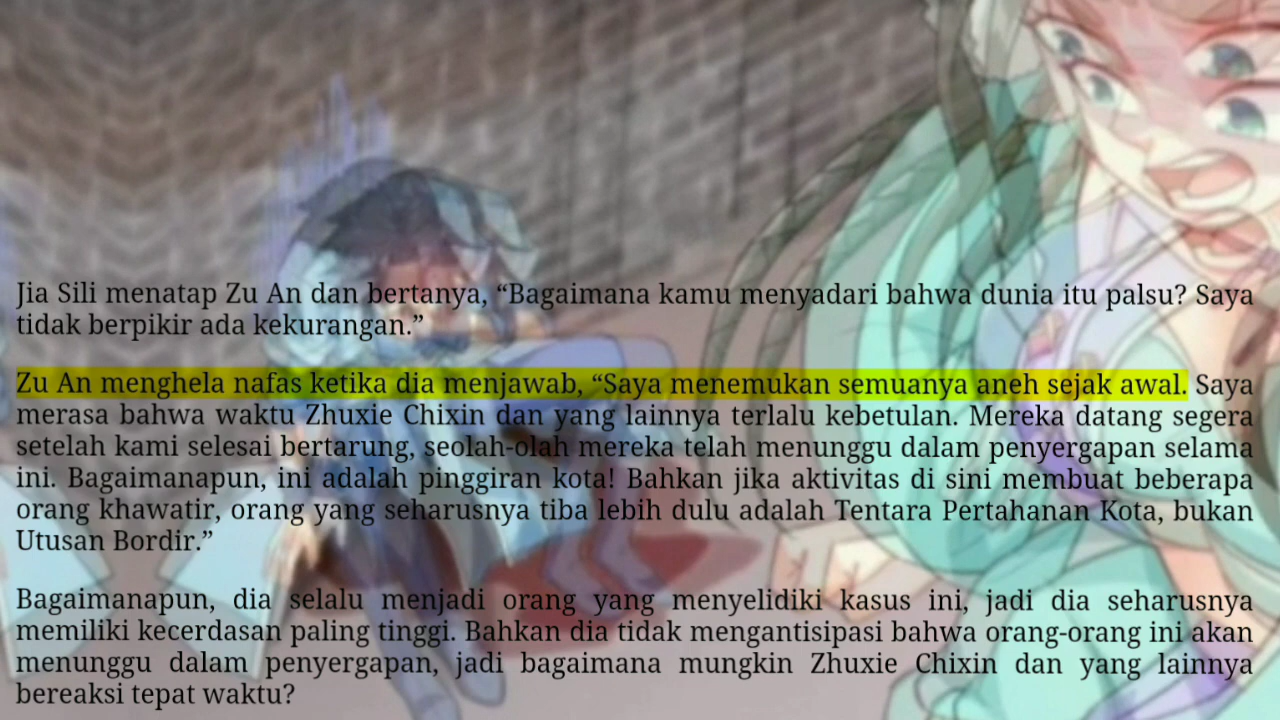 Jia Sili menatap Zu An dan bertanya, “Bagaimana kamu menyadari bahwa dunia itu palsu? Saya
tidak berpikir ada kekurangan.”
Zu An menghela nafas ketika dia menjawab, “Saya menemukan semuanya aneh sejak awal. Saya
merasa bahwa waktu Zhuxie Chixin dan yang lainnya terlalu kebetulan. Mereka datang segera
setelah kami selesai bertarung, seolah-olah mereka telah menunggu dalam penyergapan selama
ini. Bagaimanapun, ini adalah pinggiran kota! Bahkan jika aktivitas di sini membuat beberapa
orang khawatir, orang yang seharusnya tiba lebih dulu adalah Tentara Pertahanan Kota, bukan
Utusan Bordir.”
Bagaimanapun, dia selalu menjadi orang yang menyelidiki kasus ini, jadi dia seharusnya
memiliki kecerdasan paling tinggi. Bahkan dia tidak mengantisipasi bahwa orang-orang ini akan
menunggu dalam penyergapan, jadi bagaimana mungkin Zhuxie Chixin dan yang lainnya
bereaksi tepat waktu?